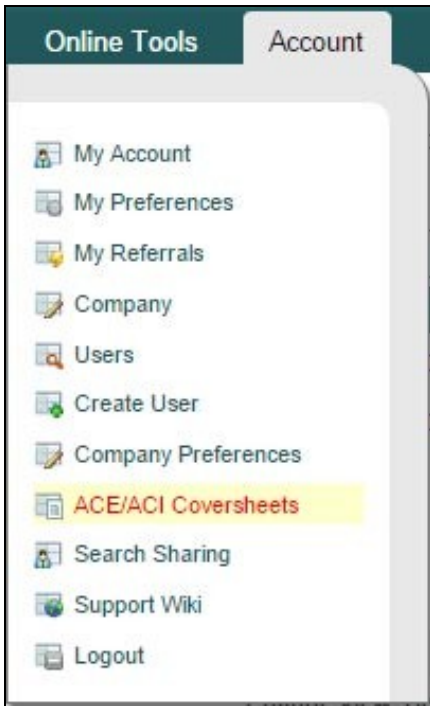 Online Tools Account
My Account
My Preferences
My Referrals
Company
Users
Create User
Company Preferences
ACE/ACI Coversheets
Search Sharing
Support Wiki
Logout